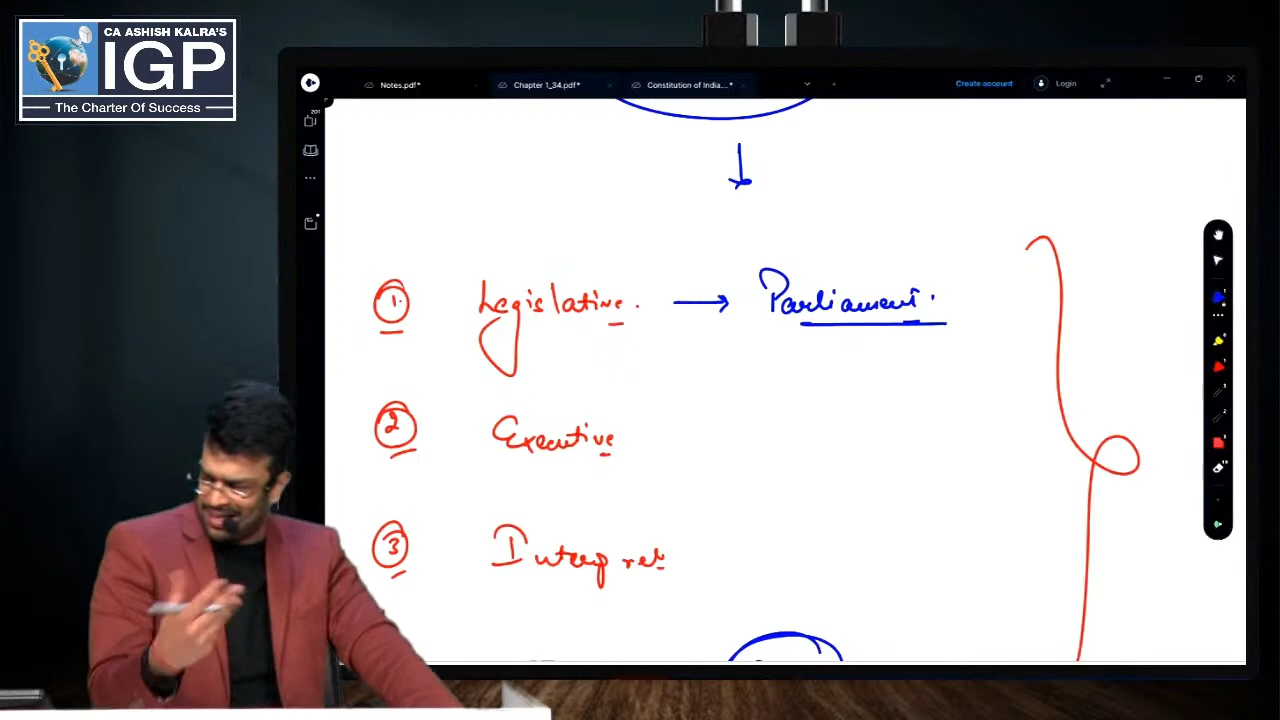 CA ASHISH KALRA'S
IGP
The Charter Of Success
Notes.pdf*
Chapter 1_34.pdf*
Constitution of India....*
Create account
Login
201
1. Legislative. → Parliament.
2 Executive
3 Interpret